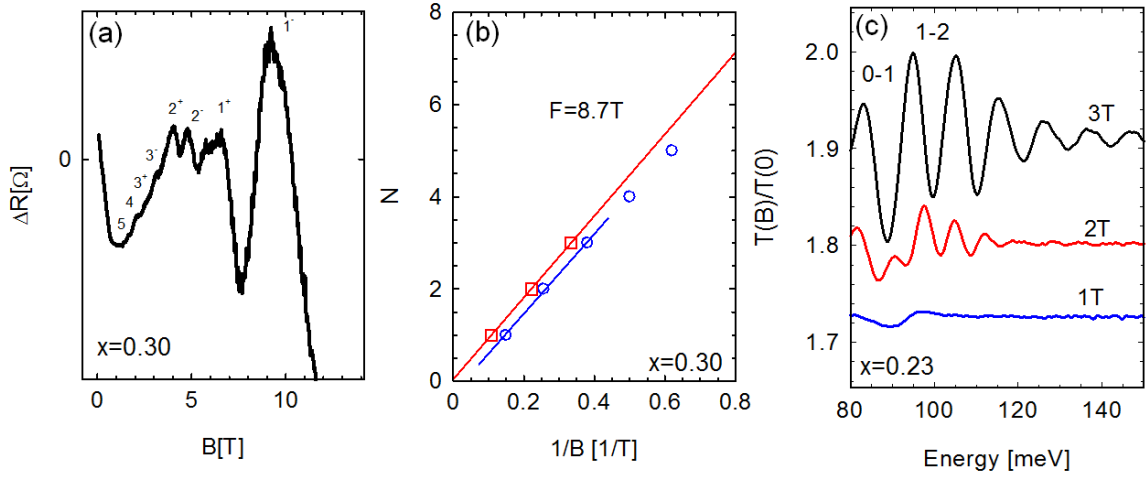 (a)
1-
2+
2-
1+
3-
3+
4
5
0
ΔR[Ω]
x=0.30
0
5
10
B[T]
(b)
8
6
4
2
0
N
F=8.7T
x=0.30
0.0
0.2
0.4
0.6
0.8
1/B [1/T]
(c)
1-2
0-1
2.0
1.9
1.8
1.7
T(B)/T(0)
3T
2T
1T
x=0.23
80
100
120
140
Energy [meV]